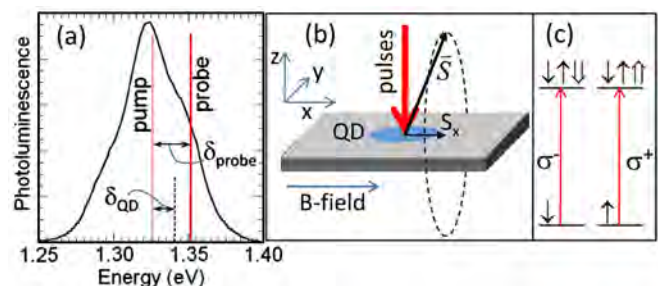 (a)
Photoluminescence
pump
probe
δprobe
δQD
1.25 1.30 1.35 1.40
Energy (eV)
(b)
z
y
x
pulses
S̄
QD
Sx
B-field
(c)
↓↑⇓ ↓↑⇑
σ- σ+
↓ ↑